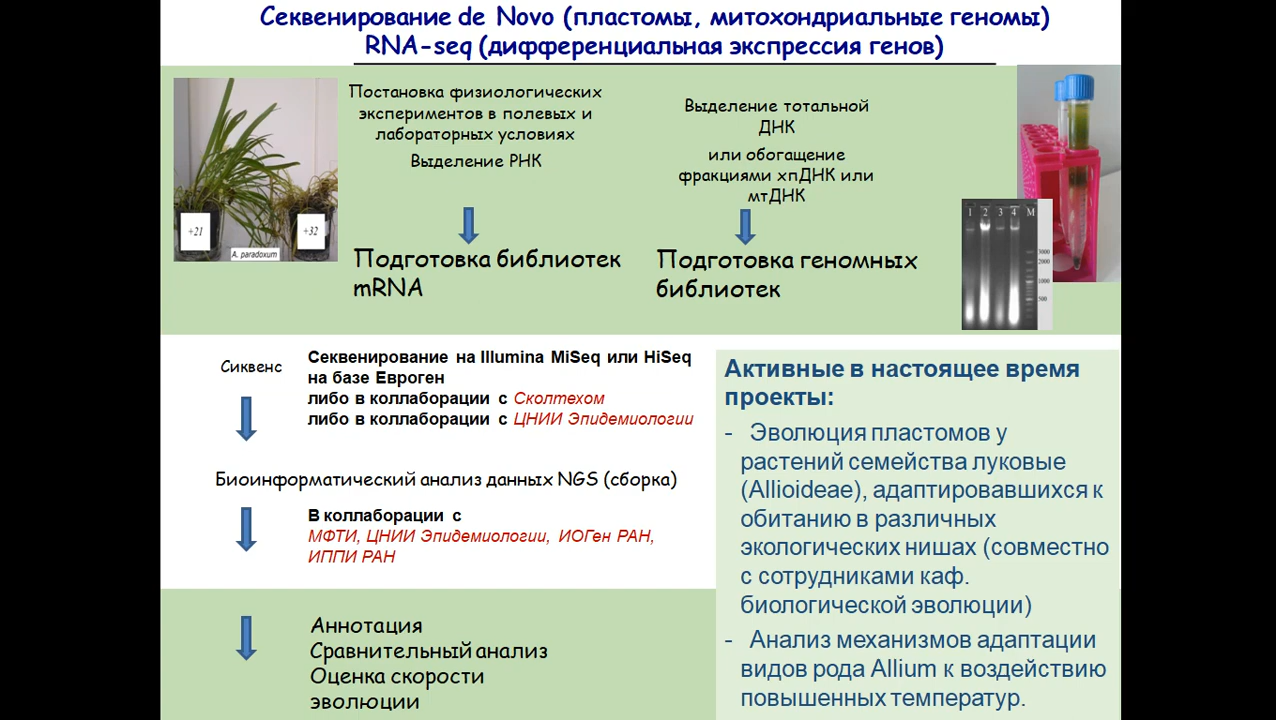 Секвенирование de Novo (пластомы, митохондриальные геномы)
RNA-seq (дифференциальная экспрессия генов)
Постановка физиологических
экспериментов в полевых и
лабораторных условиях
Выделение РНК
Выделение тотальной
ДНК
или обогащение
фракциями хпДНК или
мтДНК
+21
+32
A. paradoxum
1 2 3 4 M
3000
2000
1000
500
Подготовка библиотек
mRNA
Подготовка геномных
библиотек
Сиквенс
Секвенирование на Illumina MiSeq или HiSeq
на базе Евроген
либо в коллаборации с Сколтехом
либо в коллаборации с ЦНИИ Эпидемиологии
Биоинформатический анализ данных NGS (сборка)
В коллаборации с
МФТИ, ЦНИИ Эпидемиологии, ИОГен РАН,
ИППИ РАН
Аннотация
Сравнительный анализ
Оценка скорости
эволюции
Активные в настоящее время
проекты:
- Эволюция пластомов у
растений семейства луковые
(Allioideae), адаптировавшихся к
обитанию в различных
экологических нишах (совместно
с сотрудниками каф.
биологической эволюции)
- Анализ механизмов адаптации
видов рода Allium к воздействию
повышенных температур.